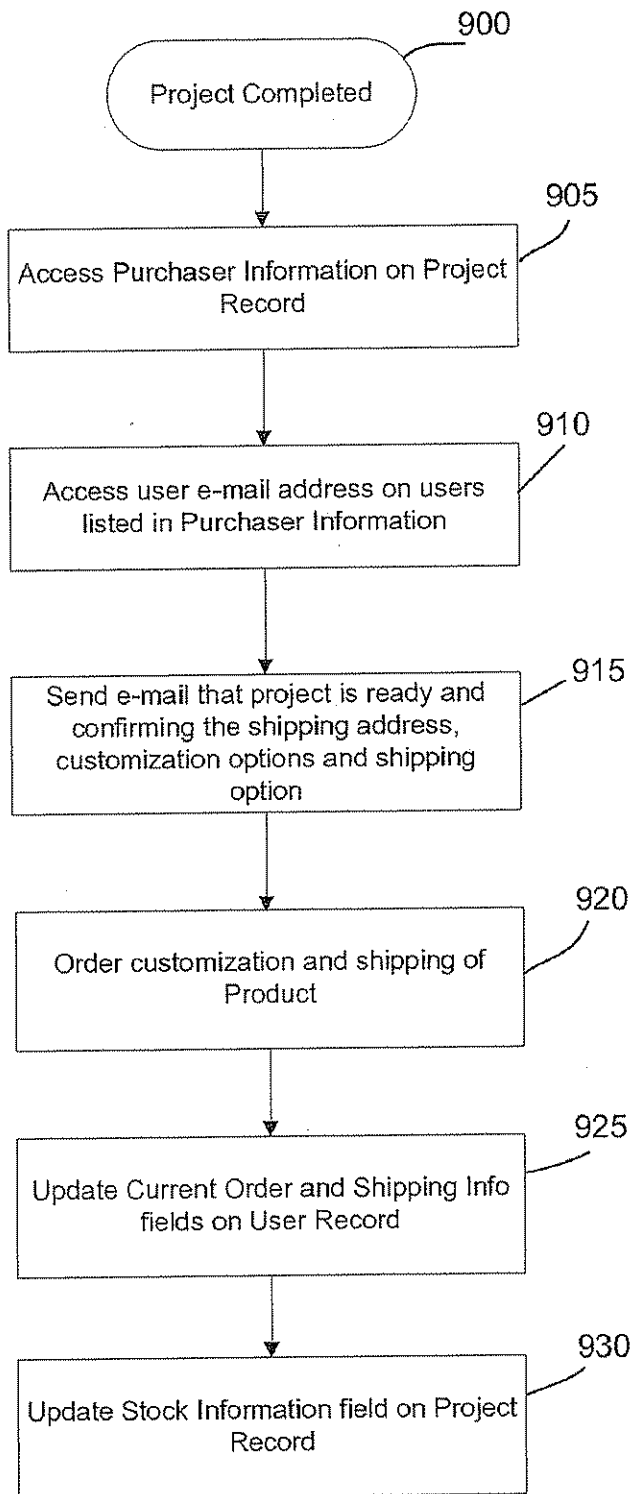 900
Project Completed
905
Access Purchaser Information on Project
Record
910
Access user e-mail address on users
listed in Purchaser Information
915
Send e-mail that project is ready and
confirming the shipping address,
customization options and shipping
option
920
Order customization and shipping of
Product
925
Update Current Order and Shipping Info
fields on User Record
930
Update Stock Information field on Project
Record